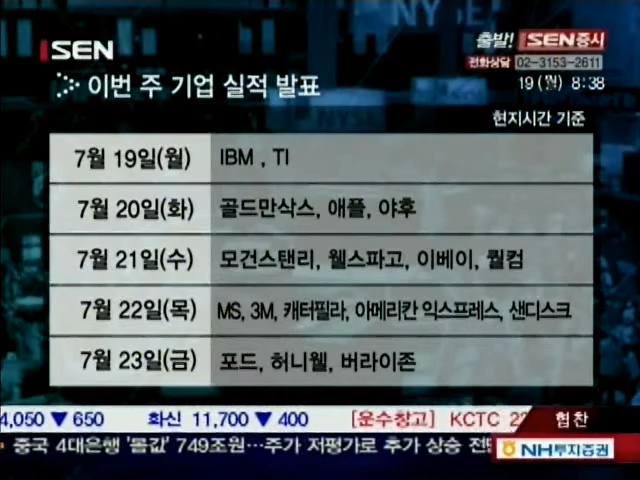 NYSE
SEN
출발! SEN증시
전화상담 02-3153-2611
이번 주 기업 실적 발표
19(월) 8:38
현지시간 기준
7월 19일(월) IBM , TI
7월 20일(화) 골드만삭스, 애플, 야후
7월 21일(수) 모건스탠리, 웰스파고, 이베이, 퀄컴
7월 22일(목) MS, 3M, 캐터필라, 아메리칸 익스프레스, 샌디스크
7월 23일(금) 포드, 허니웰, 버라이존
4,050 ▼ 650 화신 11,700 ▼ 400 [운수창고] KCTC 협찬
중국 4대은행 '몸값' 749조원…주가 저평가로 추가 상승 NH투자증권